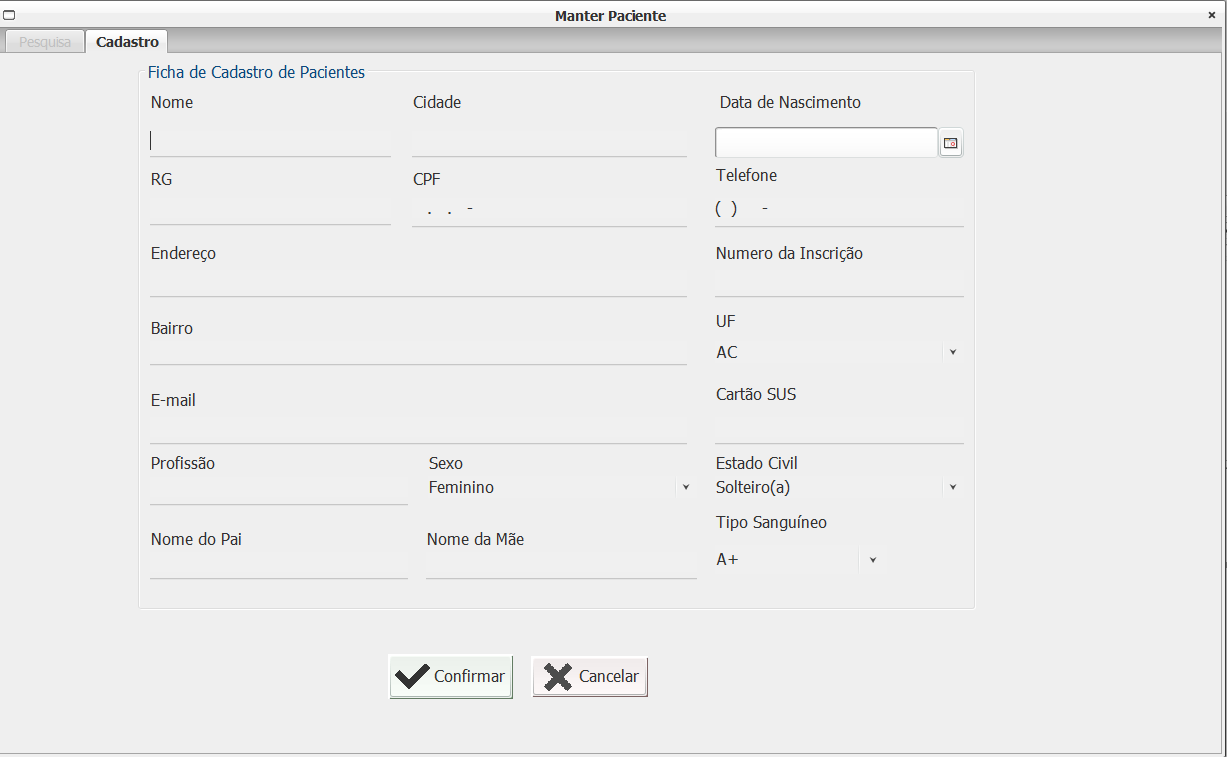 Manter Paciente
Pesquisa
Cadastro
Ficha de Cadastro de Pacientes
Nome
Cidade
Data de Nascimento
RG
CPF
Telefone
. . -
( ) -
Endereço
Numero da Inscrição
Bairro
UF
AC
E-mail
Cartão SUS
Profissão
Sexo
Estado Civil
Feminino
Solteiro(a)
Tipo Sanguíneo
Nome do Pai
Nome da Mãe
A+
Confirmar
Cancelar